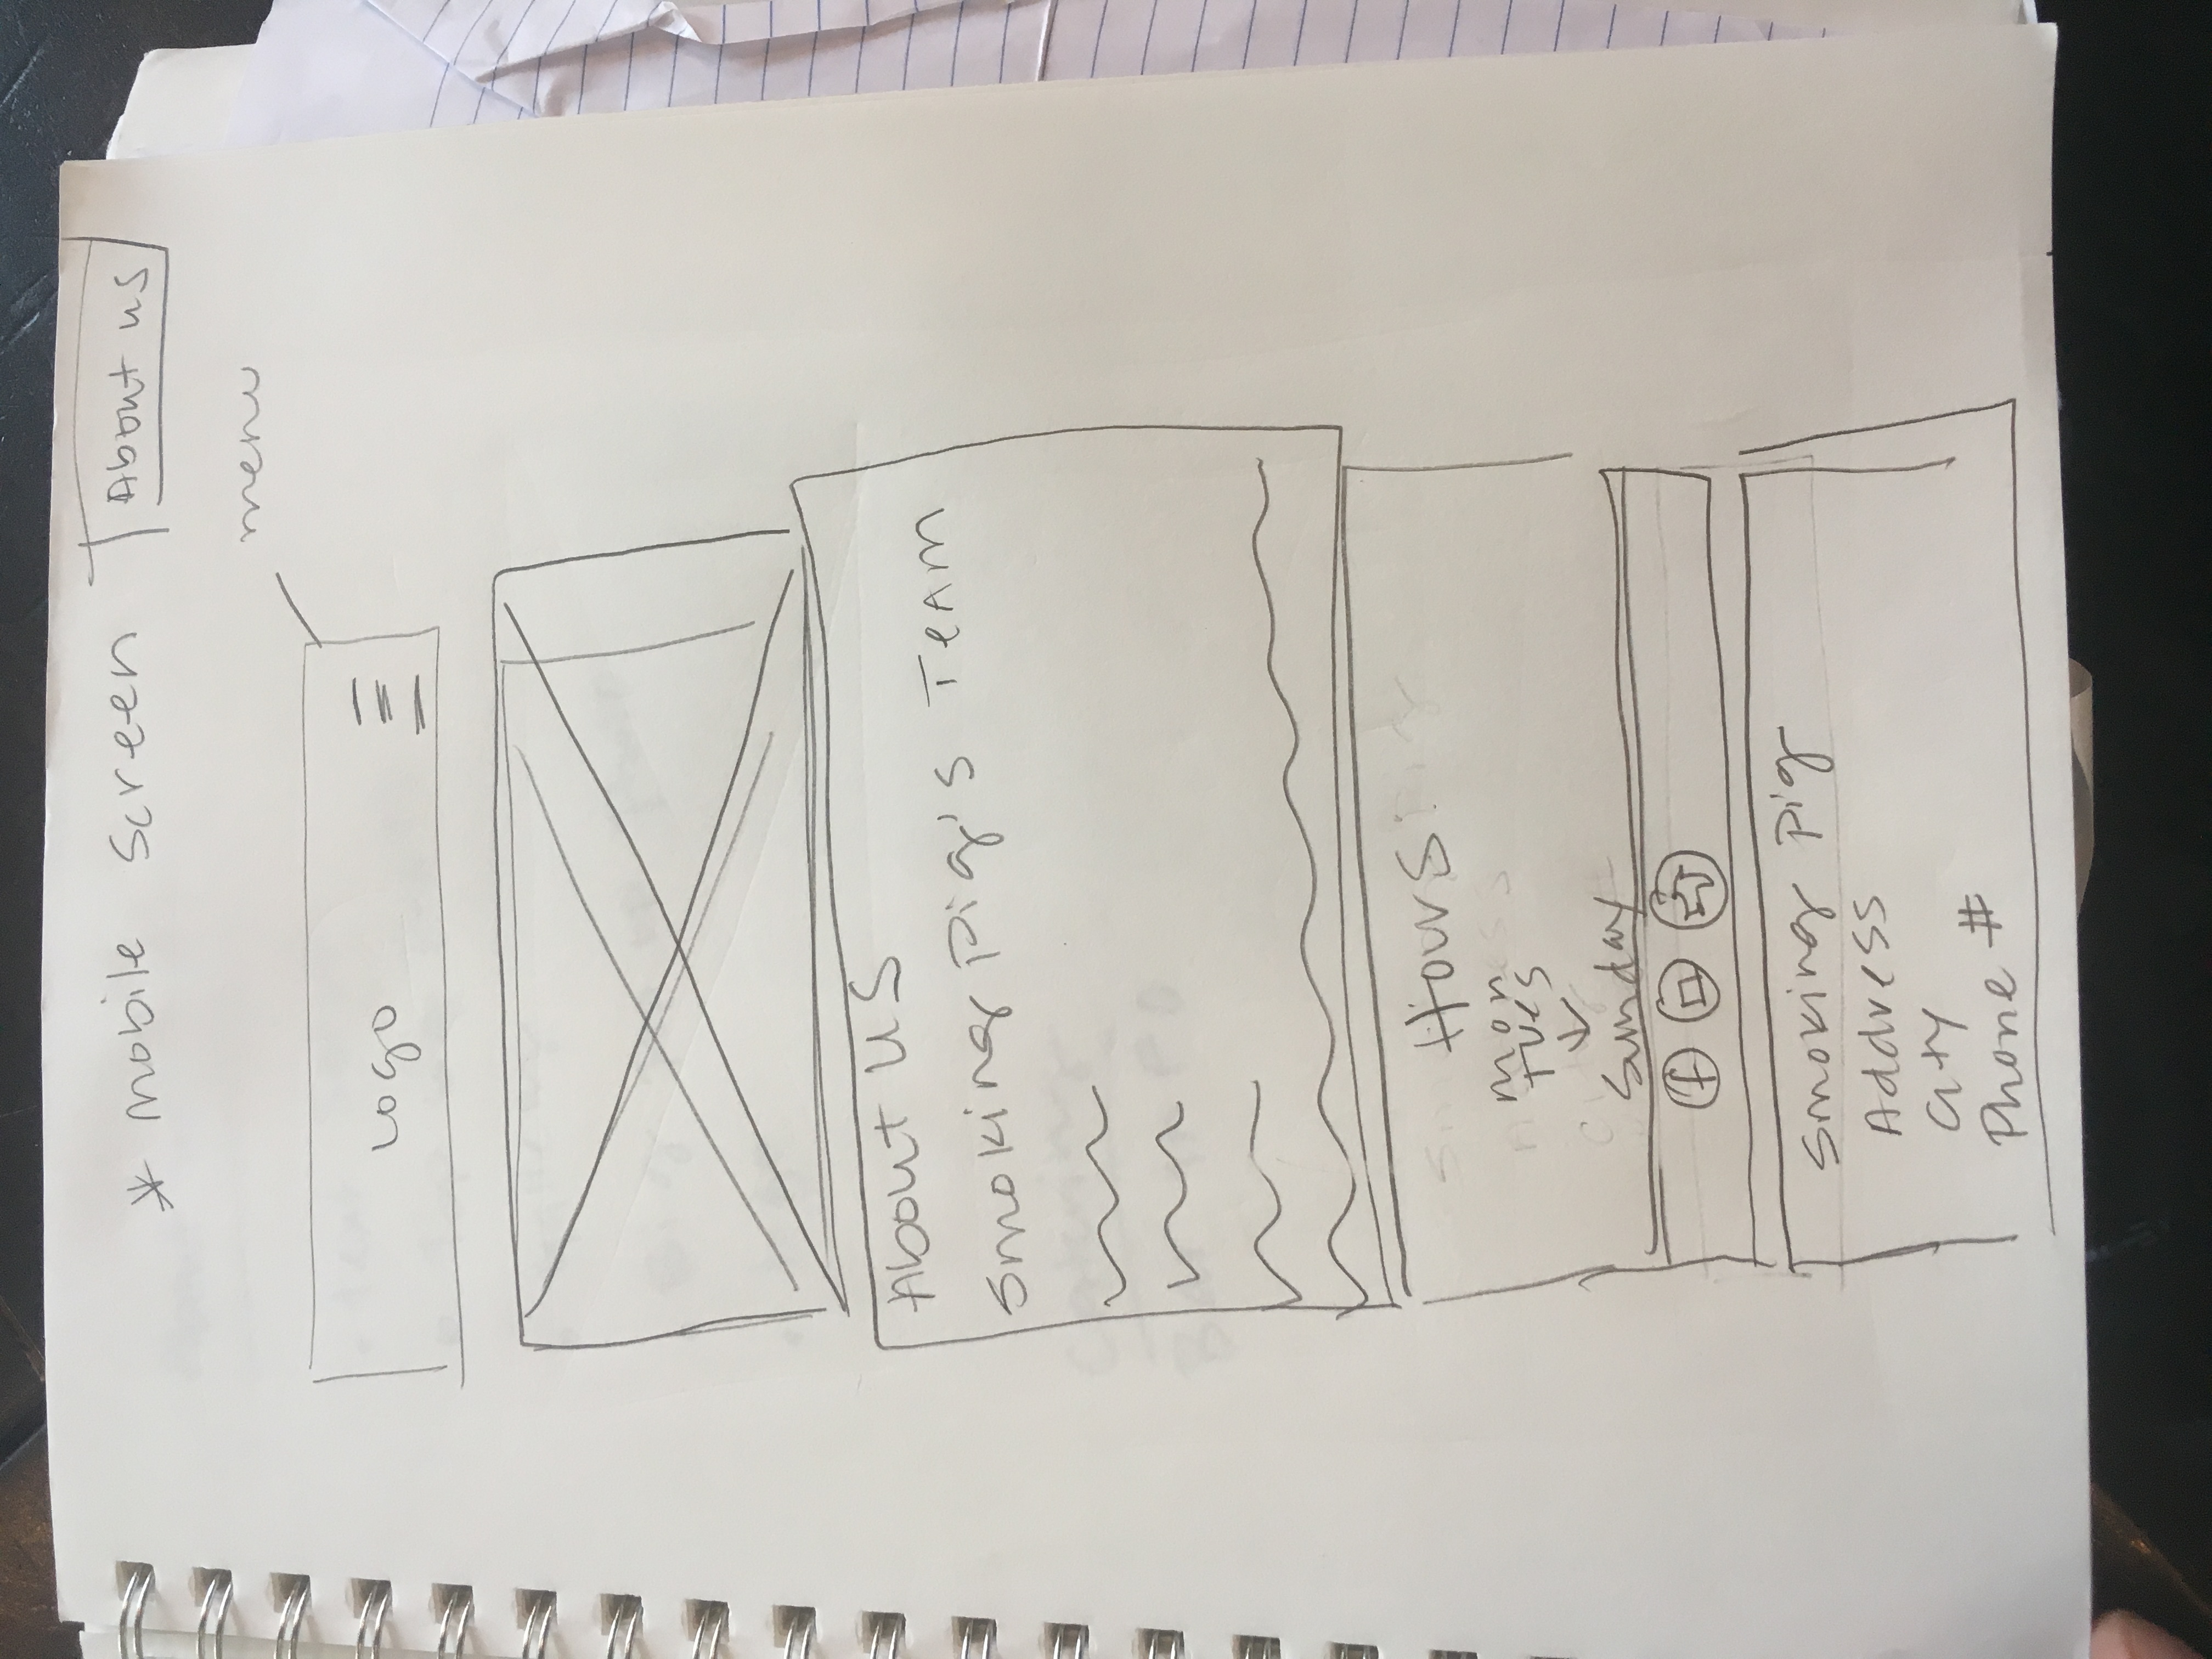 * mobile screen About us
menu
Logo
About US
Smoking Pig's TEAM
Hours
mon
Tues
Sunday
f
Smoking Pig
Address
City
Phone #